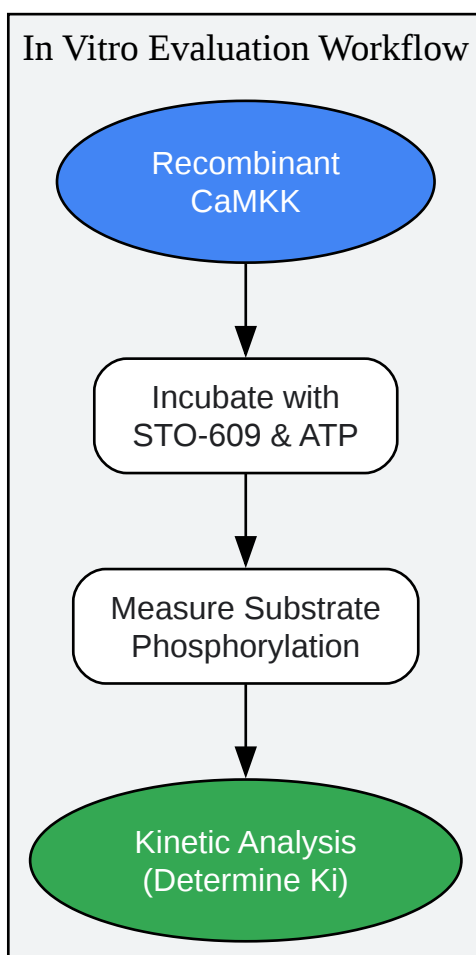 In Vitro Evaluation Workflow
Recombinant
CaMKK
Incubate with
STO-609 & ATP
Measure Substrate
Phosphorylation
Kinetic Analysis
(Determine Ki)